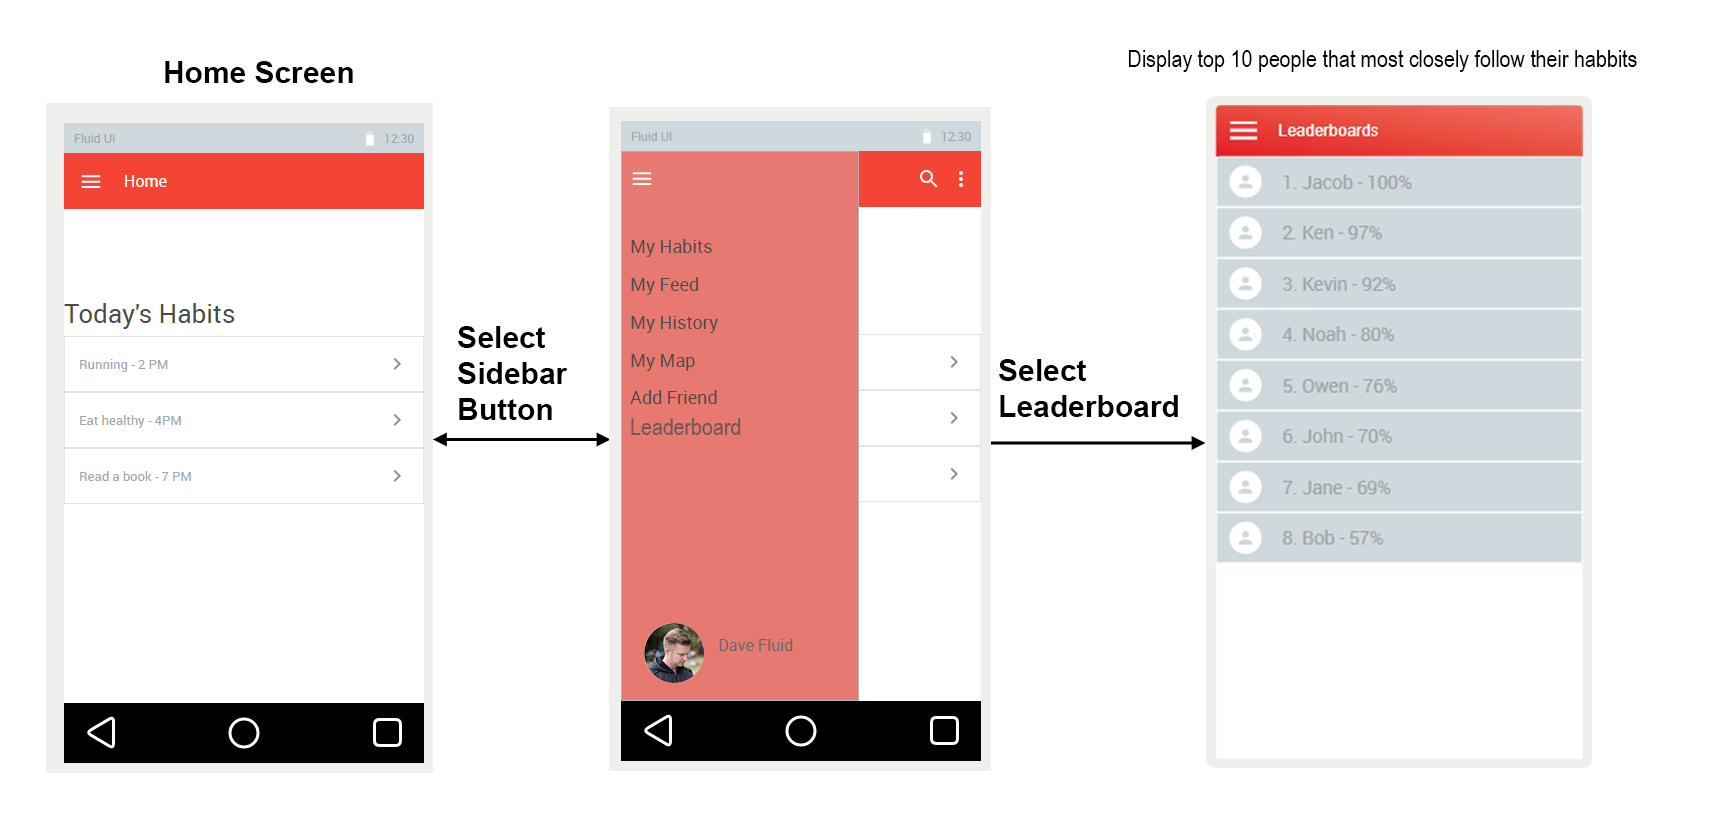 Home Screen
Fluid UI 12:30
Home
Today's Habits
Running - 2 PM
Eat healthy - 4PM
Read a book - 7 PM
Select
Sidebar
Button
Fluid UI 12:30
My Habits
My Feed
My History
My Map
Add Friend
Leaderboard
Dave Fluid
Select
Leaderboard
Display top 10 people that most closely follow their habbits
Leaderboards
1. Jacob - 100%
2. Ken - 97%
3. Kevin - 92%
4. Noah - 80%
5. Owen - 76%
6. John - 70%
7. Jane - 69%
8. Bob - 57%